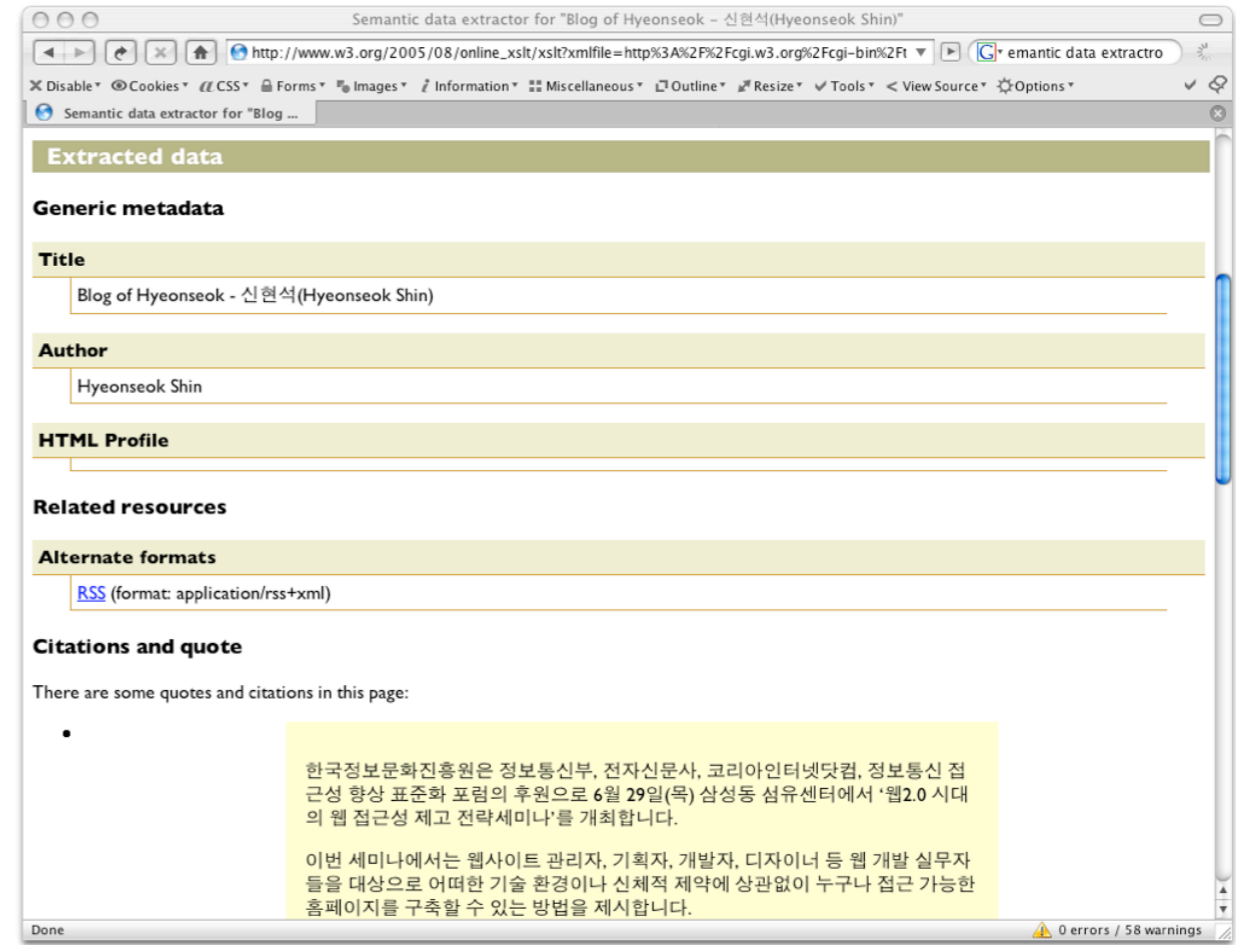 Semantic data extractor for "Blog of Hyeonseok – 신현석(Hyeonseok Shin)"
http://www.w3.org/2005/08/online_xslt/xslt?xmlfile=http%3A%2F%2Fcgi.w3.org%2Fcgi-bin%2Ft
G emantic data extractro
Disable Cookies CSS Forms Images Information Miscellaneous Outline Resize Tools View Source Options
Semantic data extractor for "Blog ...
Extracted data
Generic metadata
Title
Blog of Hyeonseok - 신현석(Hyeonseok Shin)
Author
Hyeonseok Shin
HTML Profile
Related resources
Alternate formats
RSS (format: application/rss+xml)
Citations and quote
There are some quotes and citations in this page:
한국정보문화진흥원은 정보통신부, 전자신문사, 코리아인터넷닷컴, 정보통신 접
근성 향상 표준화 포럼의 후원으로 6월 29일(목) 삼성동 섬유센터에서 ‘웹2.0 시대
의 웹 접근성 제고 전략세미나’를 개최합니다.
이번 세미나에서는 웹사이트 관리자, 기획자, 개발자, 디자이너 등 웹 개발 실무자
들을 대상으로 어떠한 기술 환경이나 신체적 제약에 상관없이 누구나 접근 가능한
홈페이지를 구축할 수 있는 방법을 제시합니다.
Done
0 errors / 58 warnings